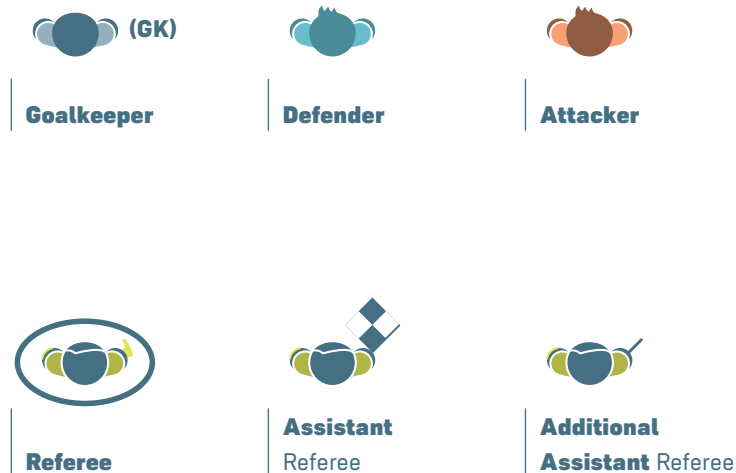 (GK)
Goalkeeper
Defender
Attacker
Referee
Assistant
Referee
Additional
Assistant Referee